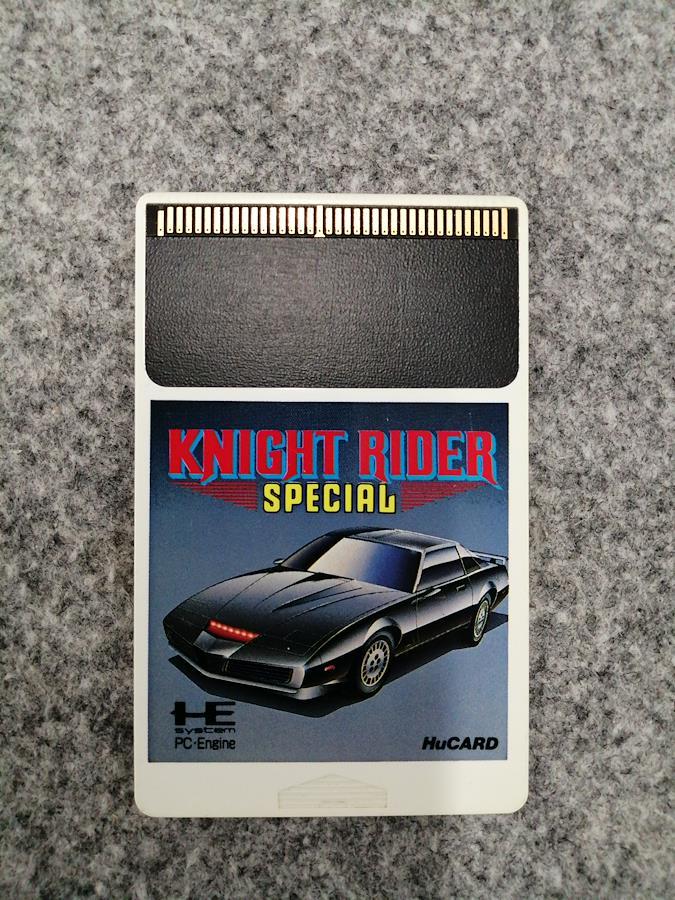 KNIGHT RIDER
SPECIAL
HE
system
PC-Engine
HuCARD